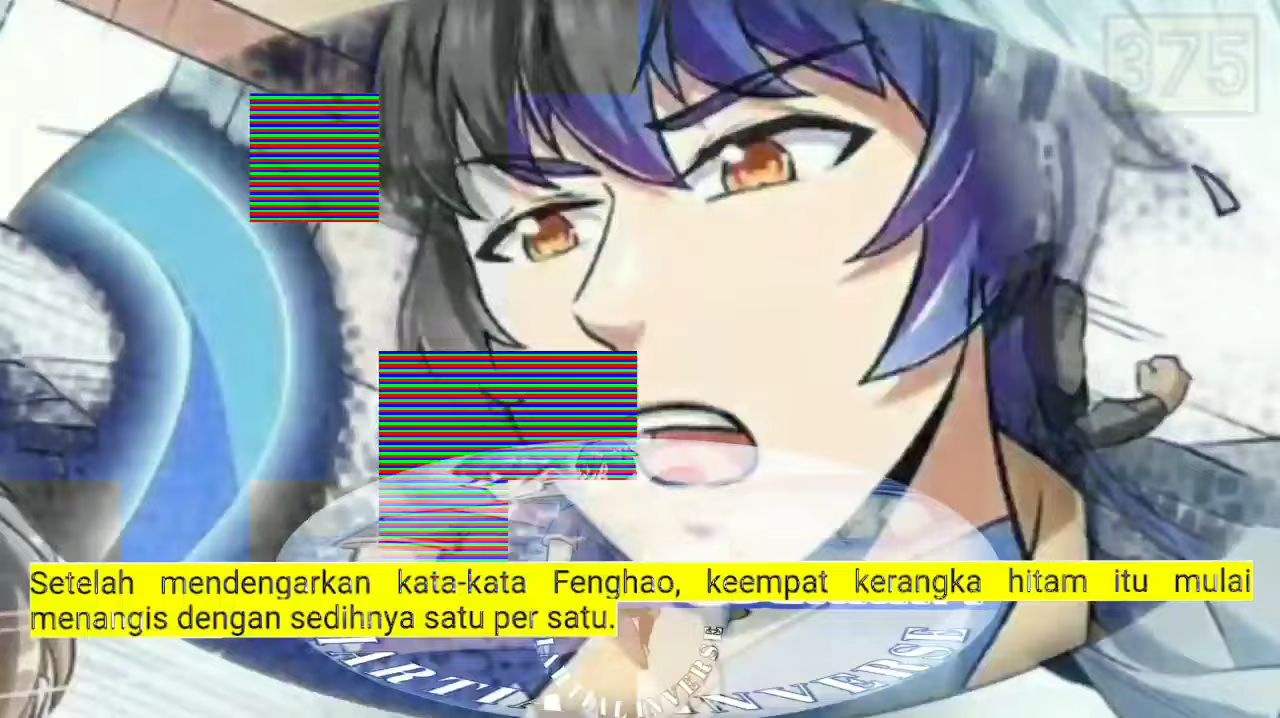 375
Setelah mendengarkan kata-kata Fenghao, keempat kerangka hitam itu mulai
menangis dengan sedihnya satu per satu.